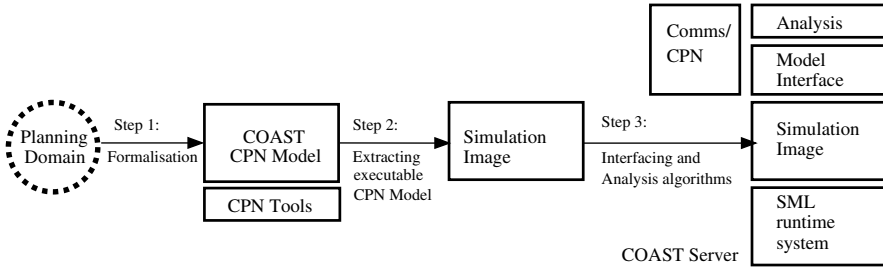 Planning
Domain
Step 1:
Formalisation
COAST
CPN Model
CPN Tools
Step 2:
Extracting
executable
CPN Model
Simulation
Image
Step 3:
Interfacing and
Analysis algorithms
Comms/
CPN
Analysis
Model
Interface
Simulation
Image
SML
runtime
system
COAST Server